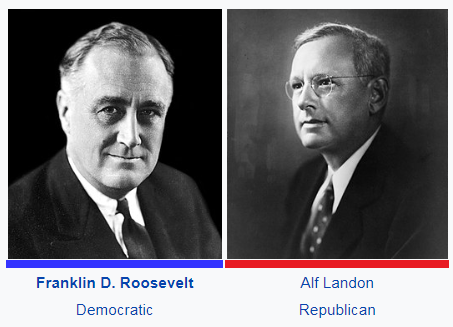 Franklin D. Roosevelt
Alf Landon
Democratic
Republican